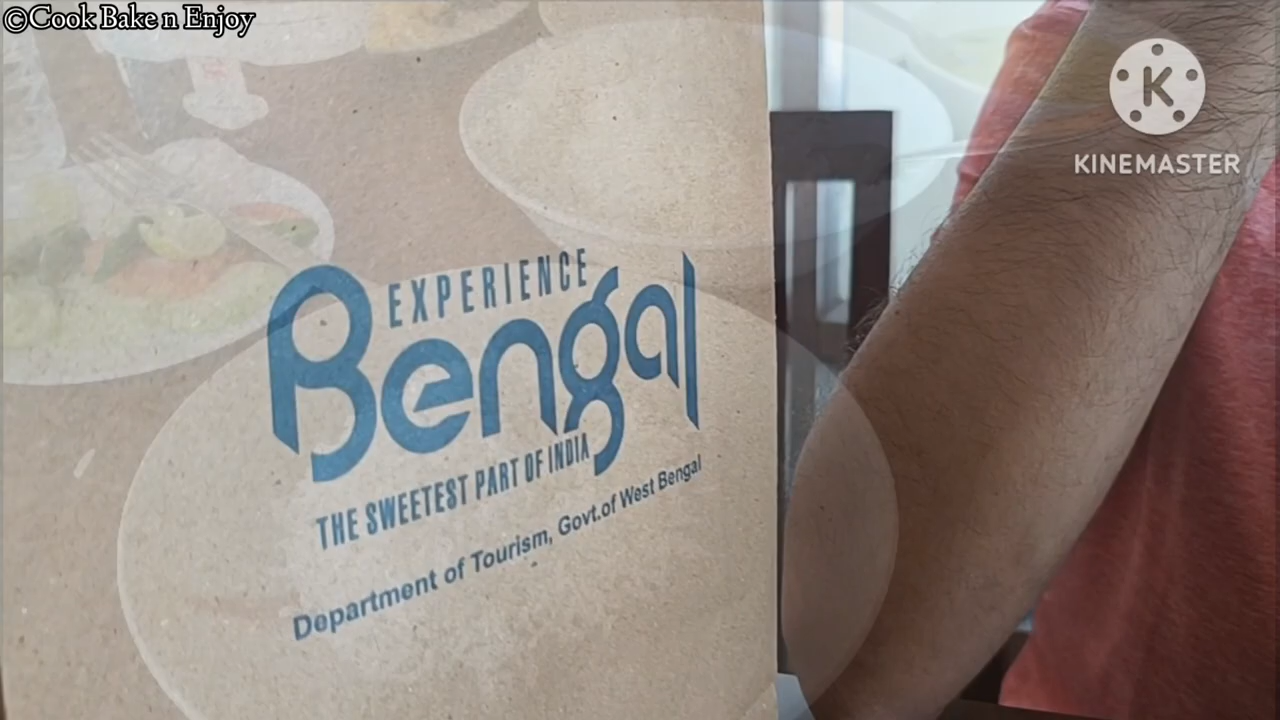 ©Cook Bake n Enjoy
K
KINEMASTER
EXPERIENCE
Bengal
THE SWEETEST PART OF INDIA
Department of Tourism, Govt.of West Bengal